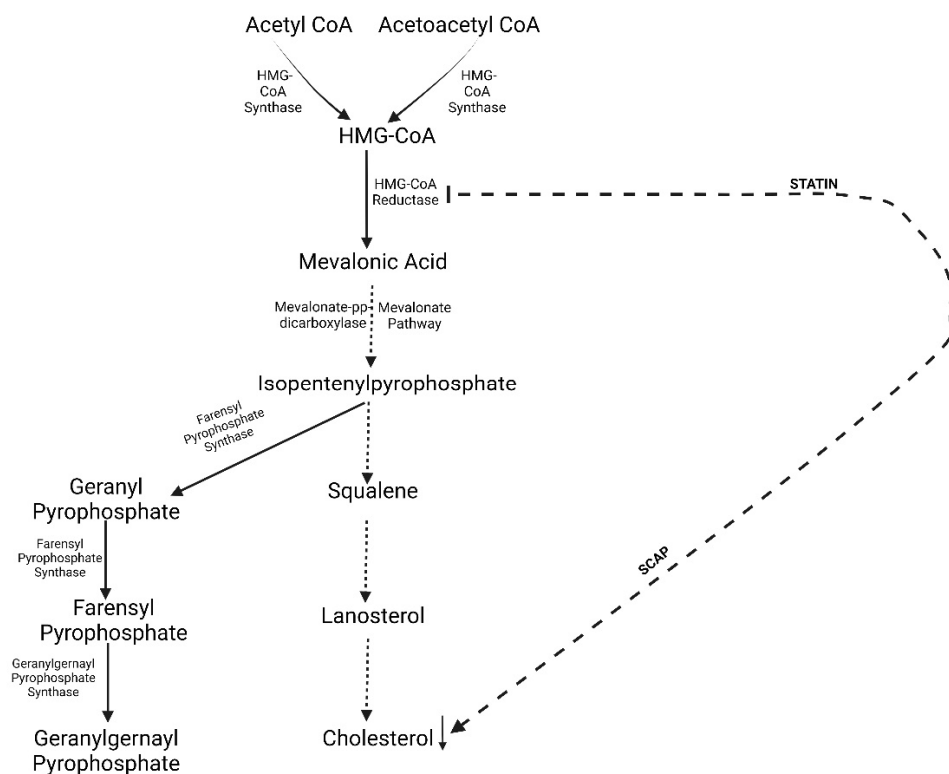 Acetyl CoA
Acetoacetyl CoA
HMG-
CoA
Synthase
HMG-
CoA
Synthase
HMG-CoA
HMG-CoA
Reductase
STATIN
Mevalonic Acid
Mevalonate-pp-
dicarboxylase
Mevalonate
Pathway
Isopentenylpyrophosphate
Farensyl
Pyrophosphate
Synthase
Geranyl
Pyrophosphate
Squalene
Farensyl
Pyrophosphate
Synthase
SCAP
Farensyl
Pyrophosphate
Lanosterol
Geranylgernayl
Pyrophosphate
Synthase
Geranylgernayl
Pyrophosphate
Cholesterol